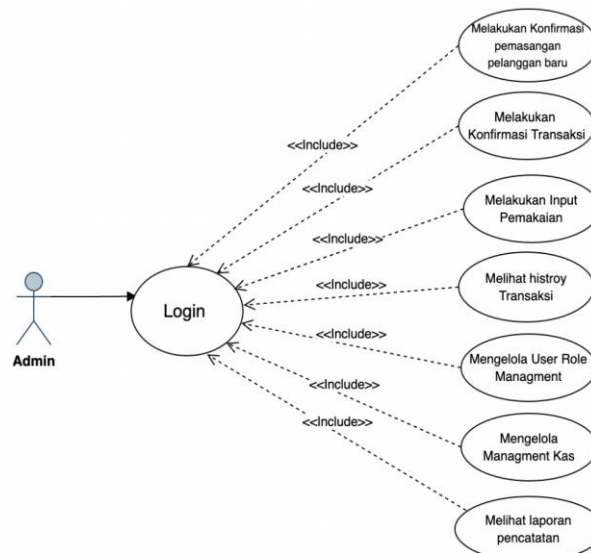 Melakukan Konfirmasi
pemasangan
pelanggan baru
<<Include>>
Melakukan
Konfirmasi Transaksi
<<Include>>
Melakukan Input
Pemakaian
<<Include>>
Melihat histroy
Transaksi
<<Include>>
Login
Admin
Mengelola User Role
Managment
<<Include>>
Mengelola
Managment Kas
<<Include>>
Melihat laporan
pencatatan
<<Include>>